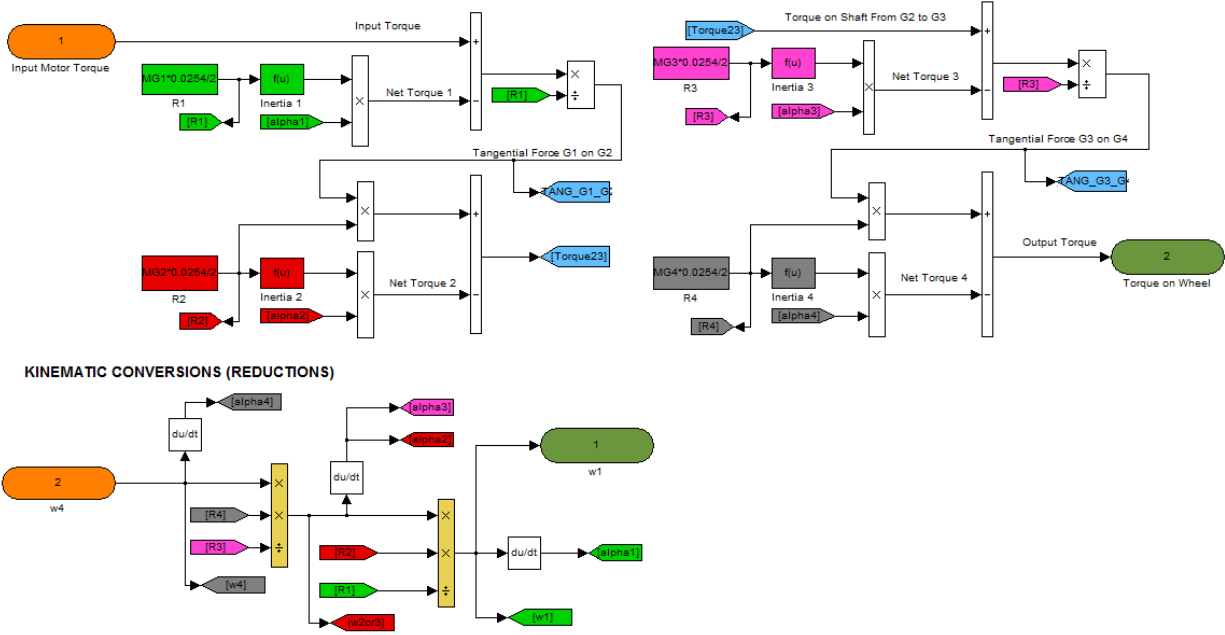 1
Input Motor Torque
Input Torque
+
MG1*0.0254/2
R1
f(u)
Inertia 1
×
Net Torque 1
−
[R1]
[alpha1]
[R1]
×
÷
Tangential Force G1 on G2
TANG_G1_G
×
+
MG2*0.0254/2
R2
f(u)
Inertia 2
×
Net Torque 2
−
[Torque23]
[R2]
[alpha2]
Torque on Shaft From G2 to G3
[Torque23]
+
MG3*0.0254/2
R3
f(u)
Inertia 3
×
Net Torque 3
−
[R3]
[alpha3]
[R3]
×
÷
Tangential Force G3 on G4
TANG_G3_G
×
+
MG4*0.0254/2
R4
f(u)
Inertia 4
×
Net Torque 4
−
[R4]
[alpha4]
Output Torque
2
Torque on Wheel
KINEMATIC CONVERSIONS (REDUCTIONS)
[alpha4]
du/dt
2
w4
×
[R4]
×
[R3]
÷
[w4]
[alpha3]
[alpha2]
du/dt
×
[R2]
×
[R1]
÷
[w2or3]
1
w1
du/dt
[alpha1]
[w1]